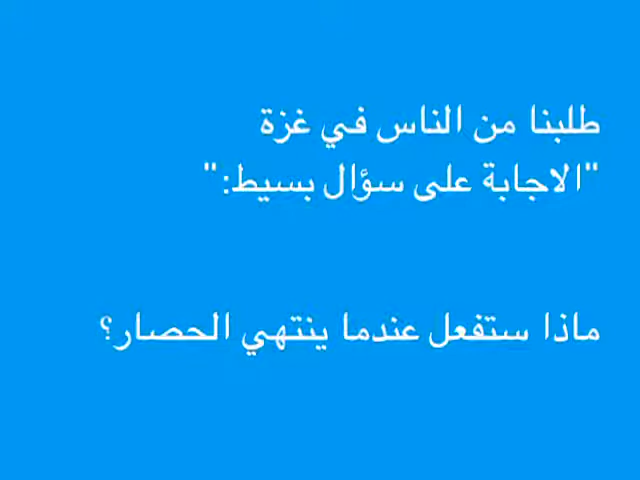 طلبنا من الناس في غزة
"الاجابة على سؤال بسيط:"
ماذا ستفعل عندما ينتهي الحصار؟